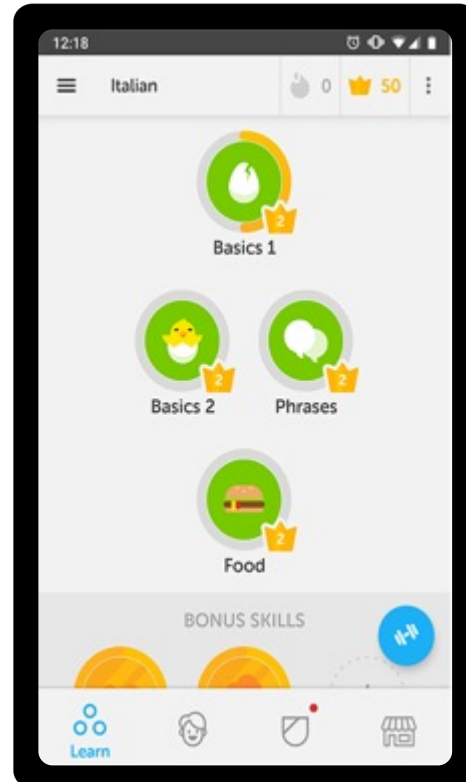 12:18
Italian 0 50
2
Basics 1
2 2
Basics 2 Phrases
2
Food
BONUS SKILLS
Learn